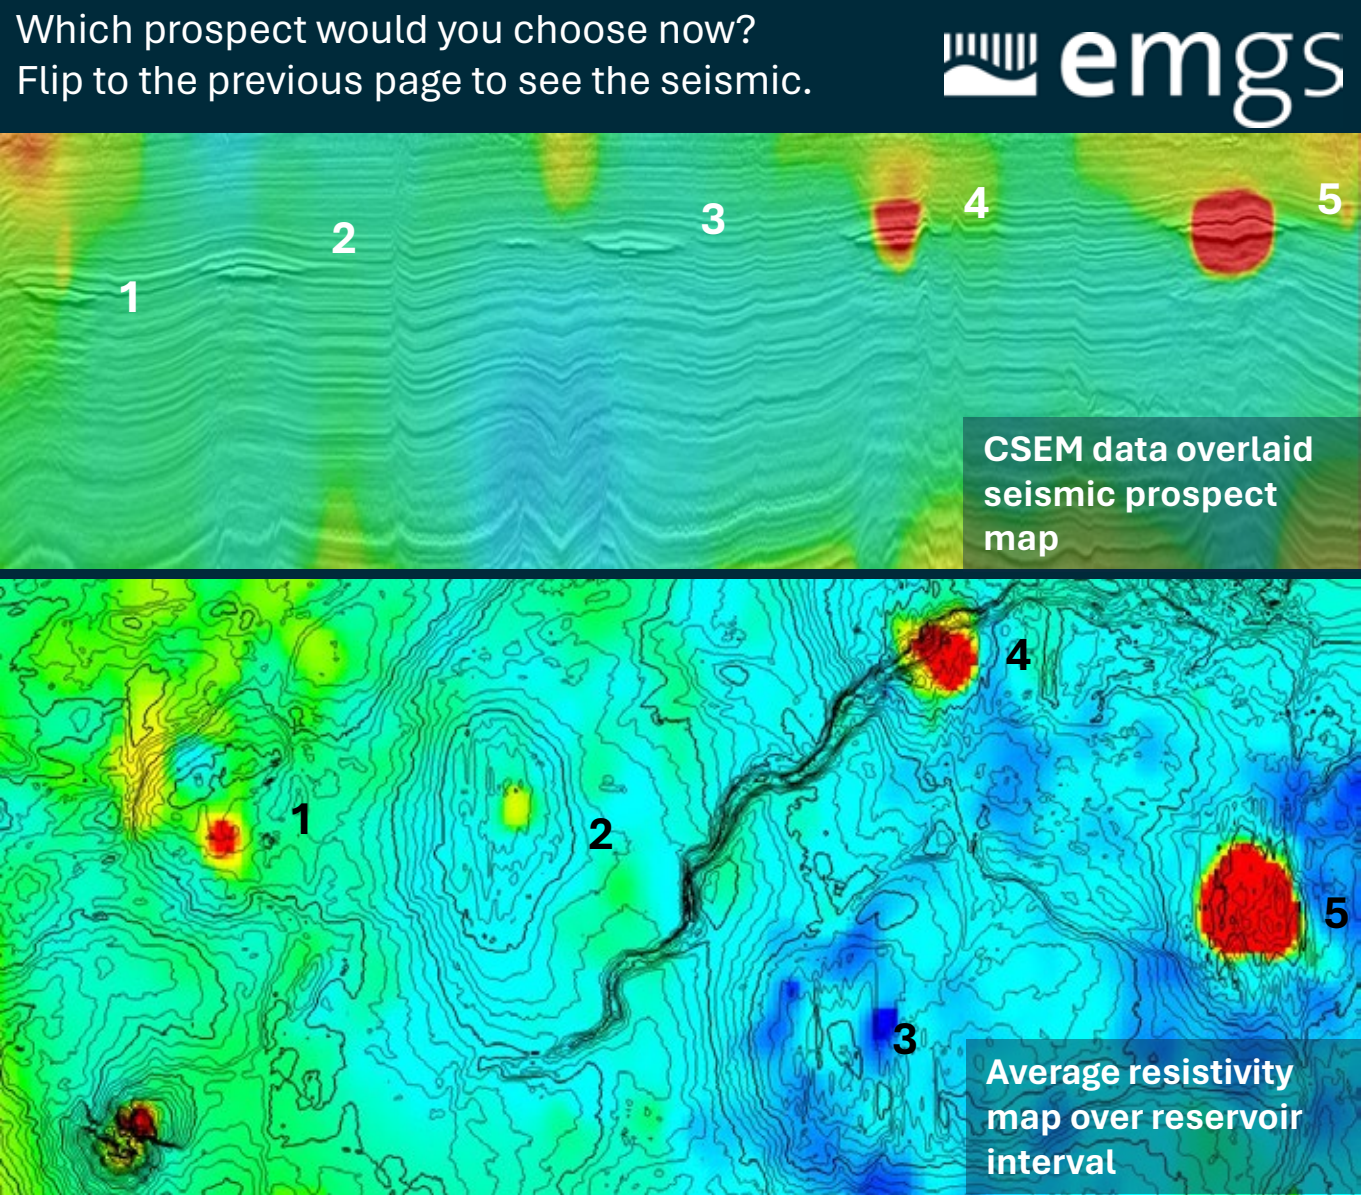 Which prospect would you choose now?
Flip to the previous page to see the seismic.
emgs
1
2
3
4
5
CSEM data overlaid
seismic prospect
map
1
2
3
4
5
Average resistivity
map over reservoir
interval